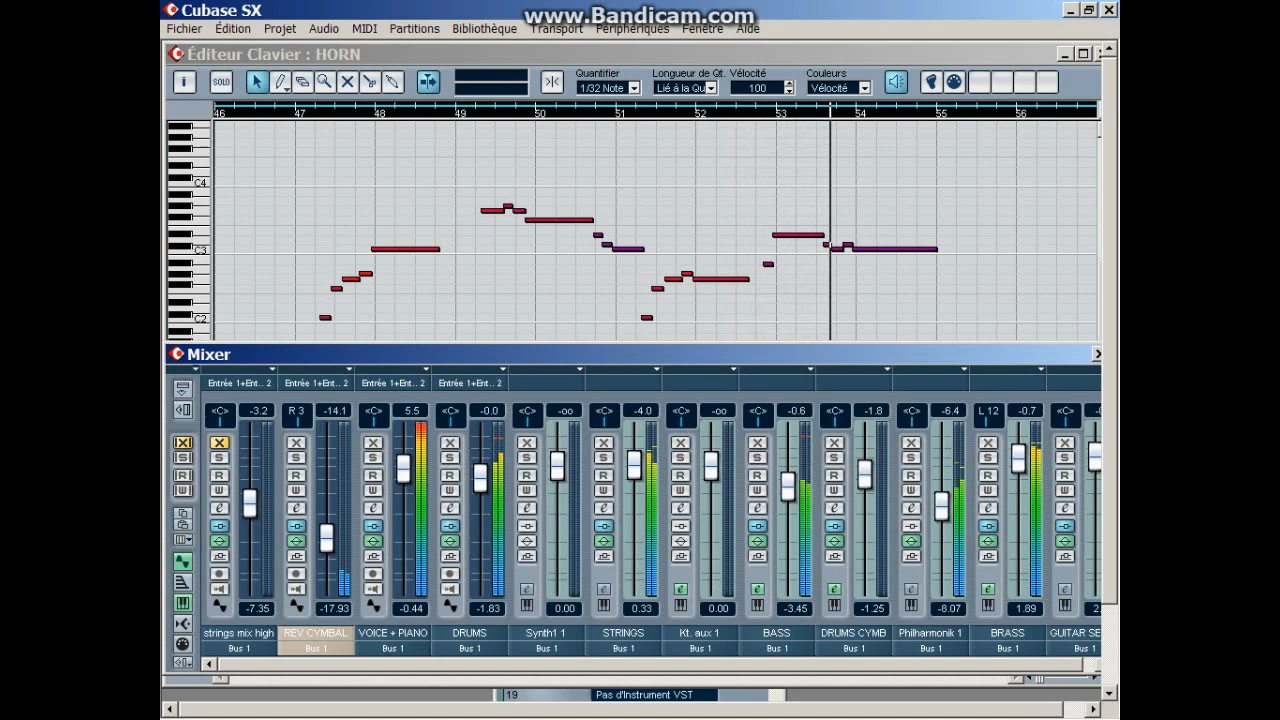 Cubase SX
www.Bandicam.com
Fichier Édition Projet Audio MIDI Partitions Bibliothèque Transport Périphériques Fenêtre Aide
Éditeur Clavier : HORN
Quantifier Longueur de Qt. Vélocité Couleurs
i SOLO 1/32 Note Lié à la Qu 100 Vélocité
46 47 48 49 50 51 52 53 54 55 56
C4
C3
C2
Mixer
Entrée 1+Ent.. 2 Entrée 1+Ent.. 2 Entrée 1+Ent.. 2 Entrée 1+Ent.. 2
<C> -3.2 R 3 -14.1 <C> 5.5 <C> -0.0 <C> -oo <C> -4.0 <C> -oo <C> -0.6 <C> -1.8 <C> -6.4 L 12 -0.7 <C>
X X X X X X X X X X X X X
S S S S S S S S S S S S S
R R R R R R R R R R R R R
W W W W W W W W W W W W W
e e e e e e e e e e e e
e e e e e e e e
-7.35 -17.93 -0.44 -1.83 0.00 0.33 0.00 -3.45 -1.25 -8.07 1.89
strings mix high REV CYMBAL VOICE + PIANO DRUMS Synth1 1 STRINGS Kt. aux 1 BASS DRUMS CYMB Philharmonik 1 BRASS GUITAR SE
Bus 1 Bus 1 Bus 1 Bus 1 Bus 1 Bus 1 Bus 1 Bus 1 Bus 1 Bus 1 Bus 1 Bus 1
19 Pas d'Instrument VST